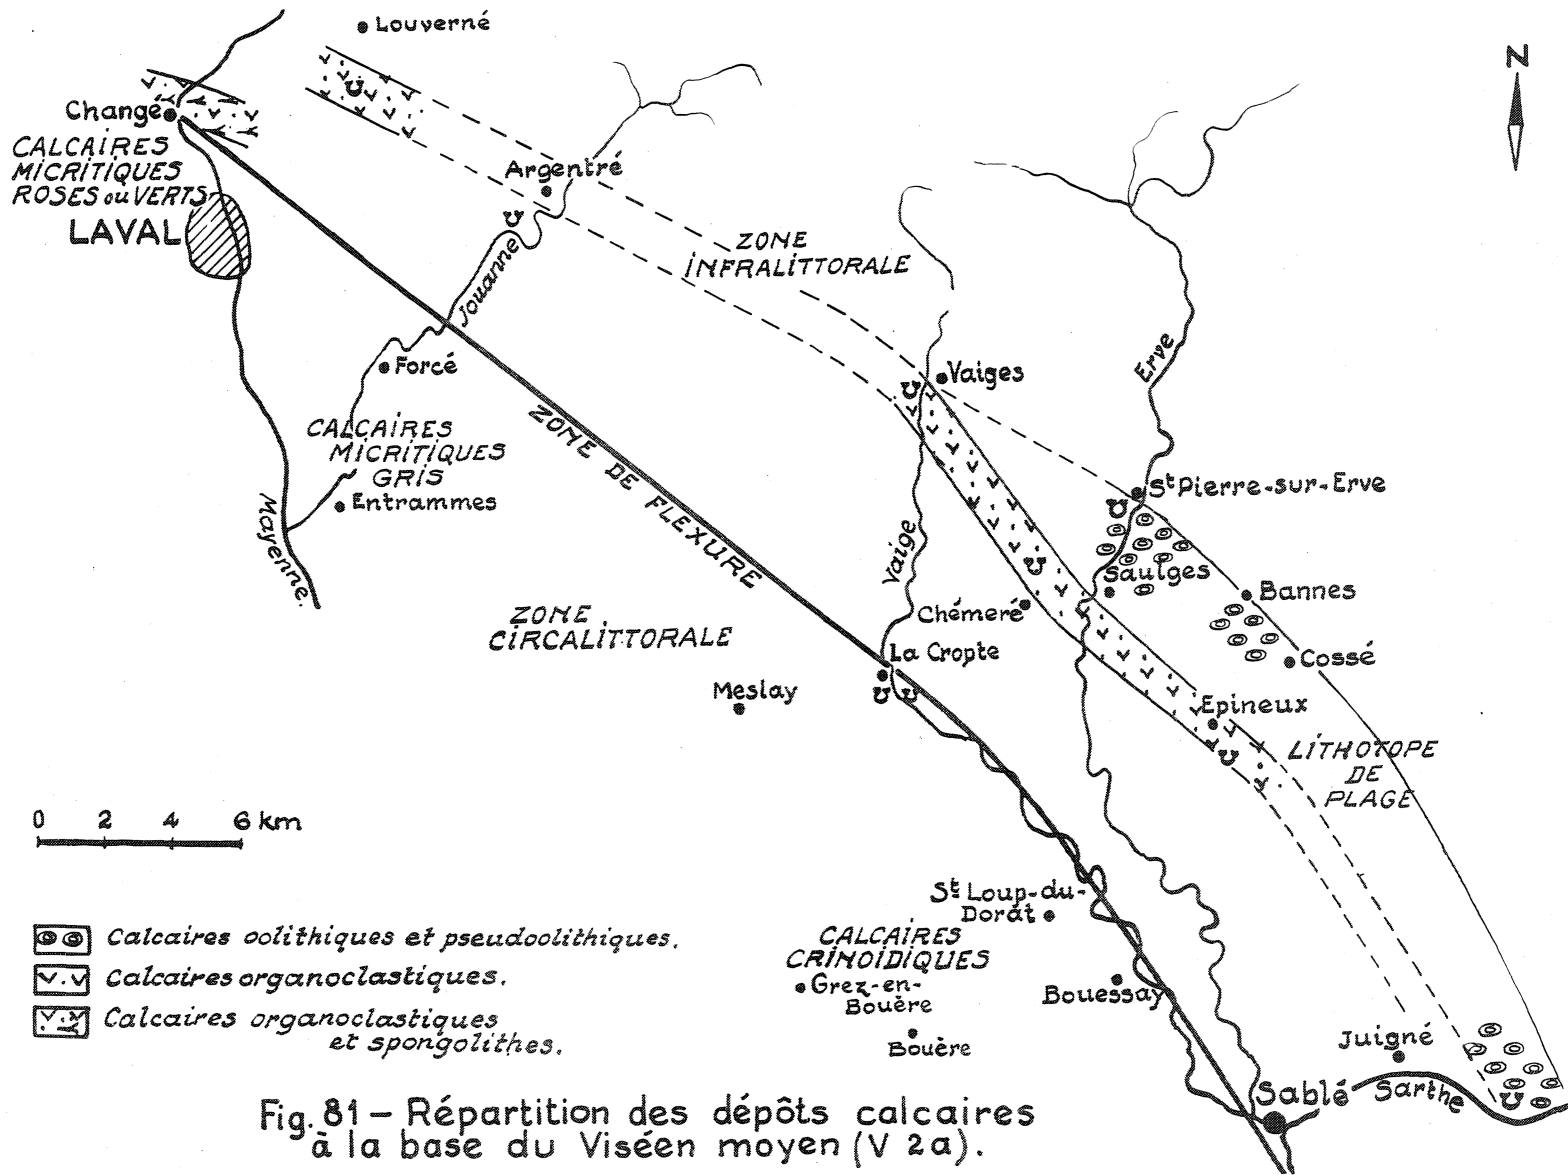 Louverné
N
Changé
CALCAIRES
MICRITIQUES
ROSES ou VERTS
LAVAL
Argentré
Jouanne
ZONE
INFRALITTORALE
Forcé
Vaiges
Erve
CALCAIRES
MICRITIQUES
GRIS
Entrammes
Mayenne.
ZONE DE FLEXURE
St Pierre-sur-Erve
Vaige
Saulges
Bannes
Chémeré
ZONE
CIRCALITTORALE
La Cropte
Cossé
Meslay
Epineux
LITHOTOPE
DE
PLAGE
0 2 4 6 km
St Loup-du-
Dorat
CALCAIRES
CRINOIDIQUES
Grez-en-
Bouère
Bouessay
Bouère
Juigné
Sablé
Sarthe
Calcaires oolithiques et pseudoolithiques.
Calcaires organoclastiques.
Calcaires organoclastiques
et spongolithes.
Fig. 81 – Répartition des dépôts calcaires
à la base du Viséen moyen (V 2a).